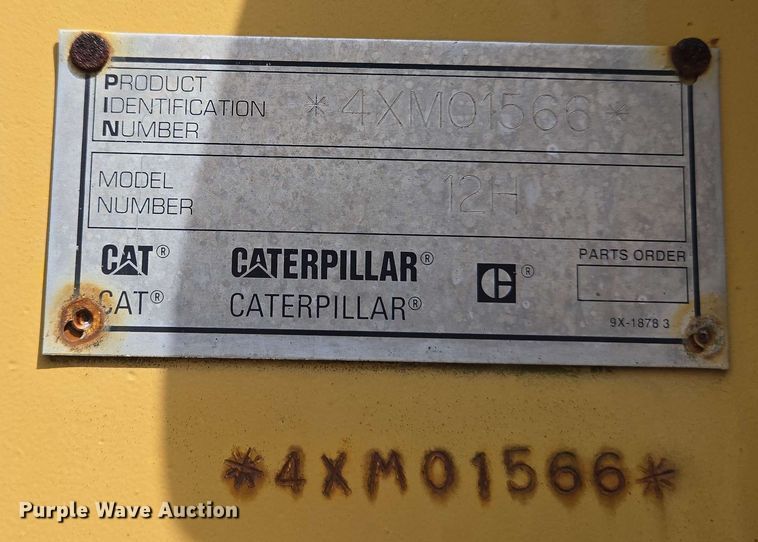 PRODUCT
IDENTIFICATION
NUMBER
*4XM01566*
MODEL
NUMBER
12H
CAT® CATERPILLAR® C® PARTS ORDER
CAT® CATERPILLAR®
9X-1878 3
*4XM01566*
Purple Wave Auction